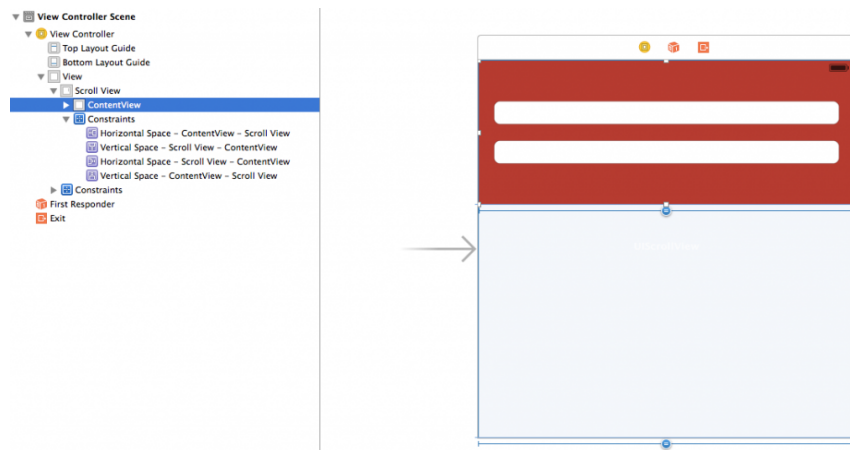 View Controller Scene
View Controller
Top Layout Guide
Bottom Layout Guide
View
Scroll View
ContentView
Constraints
Horizontal Space - ContentView - Scroll View
Vertical Space - Scroll View - ContentView
Horizontal Space - Scroll View - ContentView
Vertical Space - ContentView - Scroll View
Constraints
First Responder
Exit